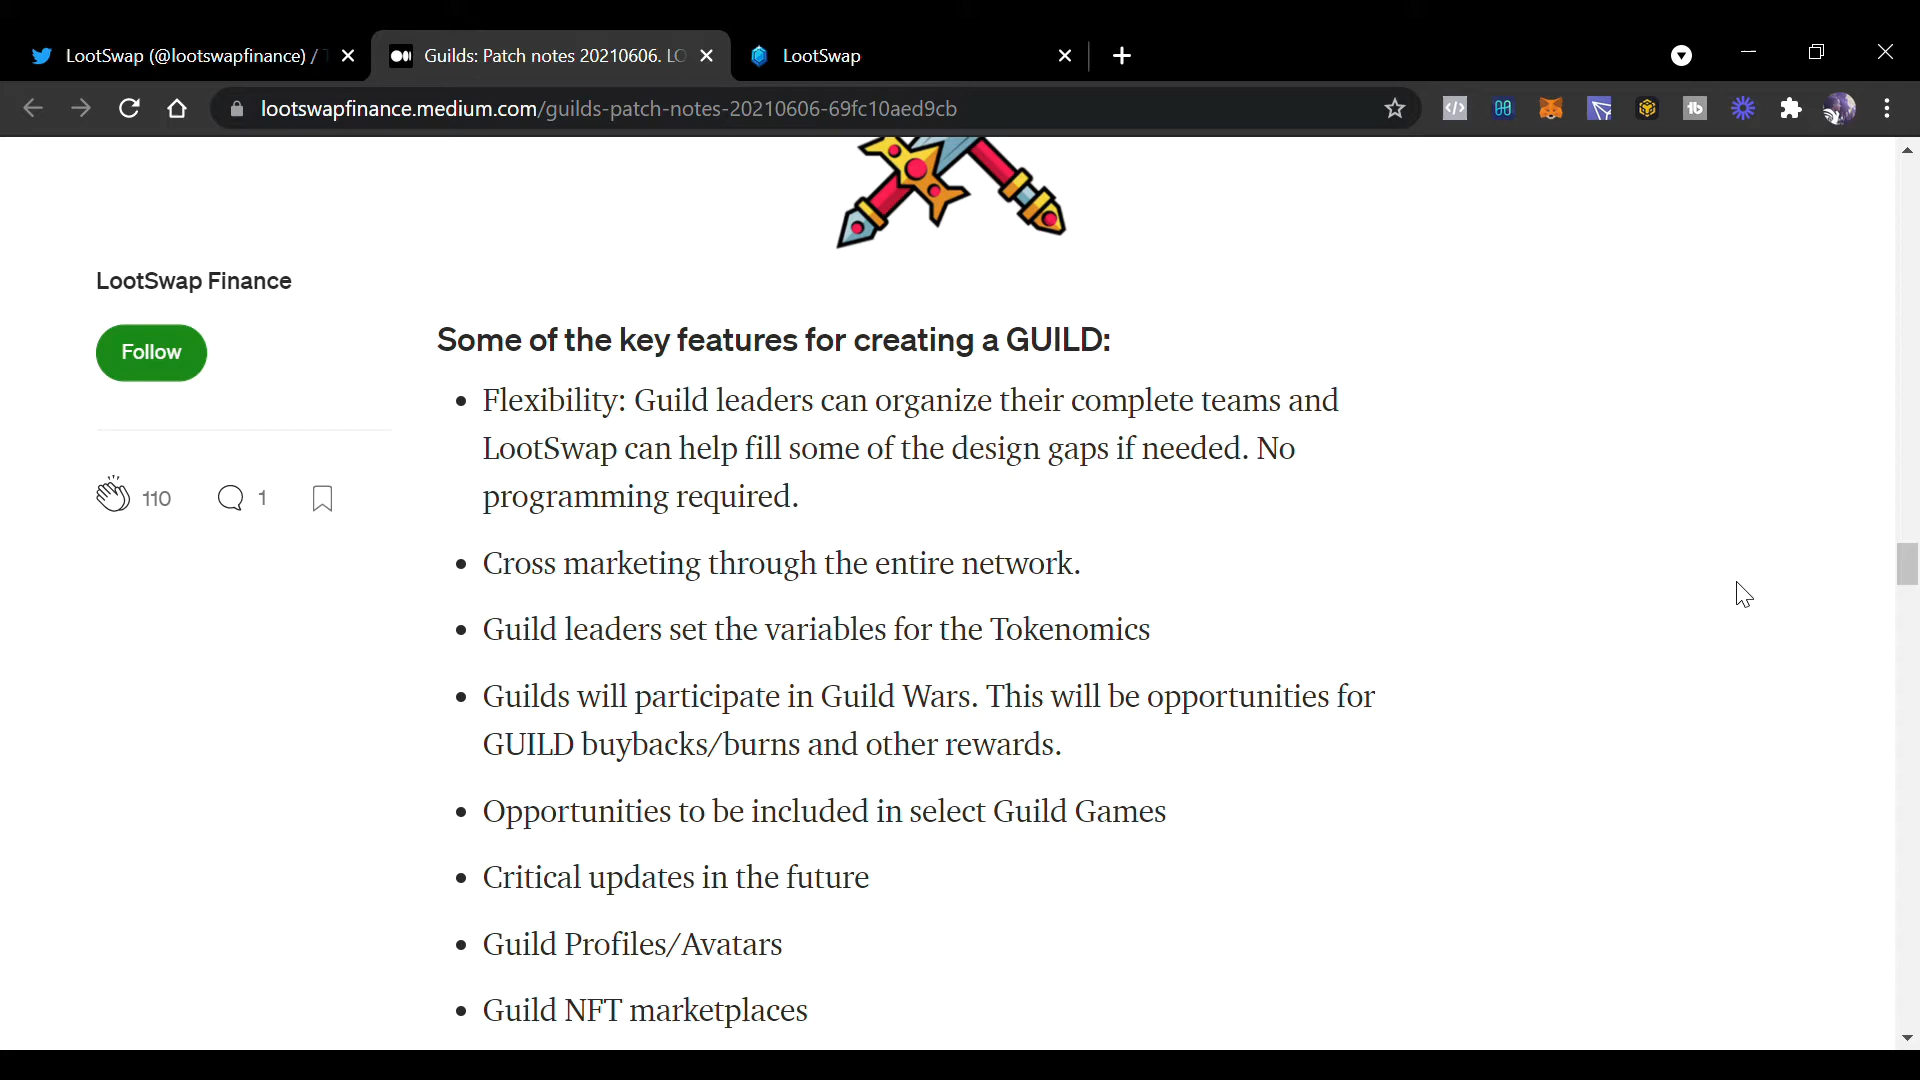 LootSwap (@lootswapfinance) /
Guilds: Patch notes 20210606. LO
LootSwap
lootswapfinance.medium.com/guilds-patch-notes-20210606-69fc10aed9cb
LootSwap Finance
Follow
110
1
Some of the key features for creating a GUILD:
• Flexibility: Guild leaders can organize their complete teams and
LootSwap can help fill some of the design gaps if needed. No
programming required.
• Cross marketing through the entire network.
• Guild leaders set the variables for the Tokenomics
• Guilds will participate in Guild Wars. This will be opportunities for
GUILD buybacks/burns and other rewards.
• Opportunities to be included in select Guild Games
• Critical updates in the future
• Guild Profiles/Avatars
• Guild NFT marketplaces